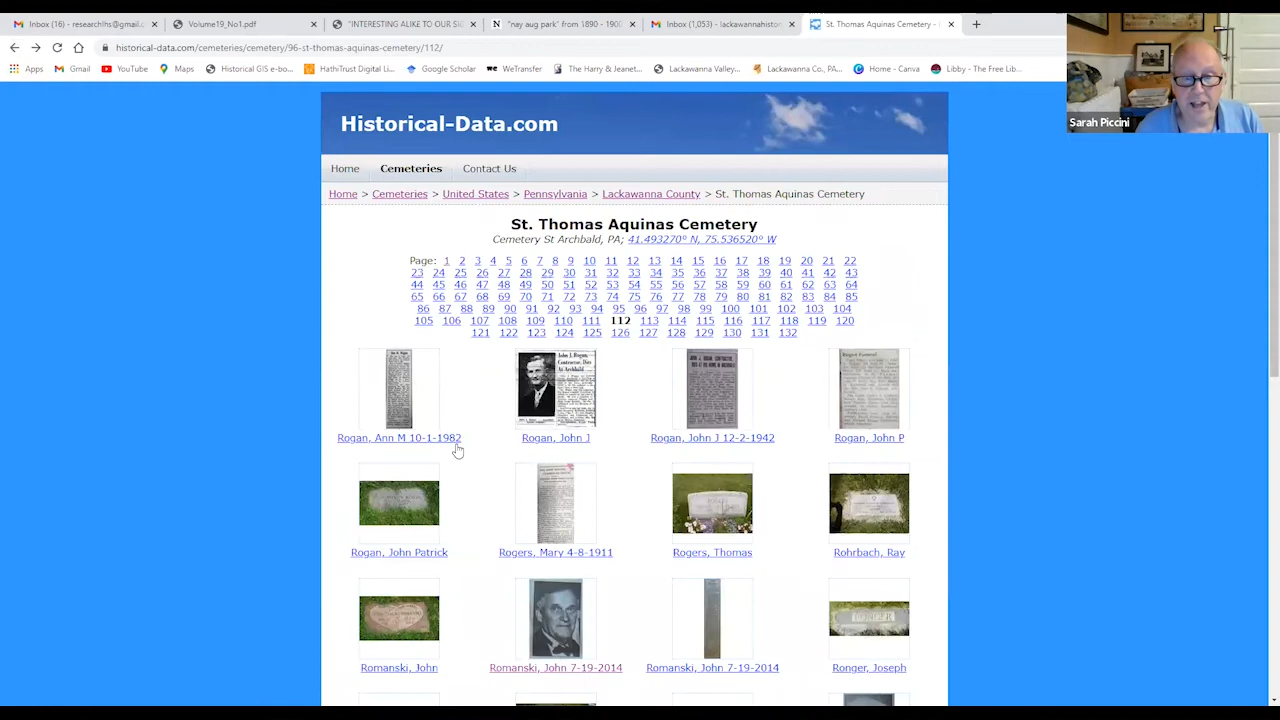 Inbox (16) - researchlhs@gmail.c
Volume19_No1.pdf
"INTERESTING ALIKE TO OUR SI
"nay aug park" from 1890 - 1900
Inbox (1,053) - lackawannahistor
St. Thomas Aquinas Cemetery -
historical-data.com/cemeteries/cemetery/96-st-thomas-aquinas-cemetery/112/
Apps Gmail YouTube Maps Historical GIS e-bo... HathiTrust Digital Li... Google Scholar WeTransfer The Harry & Jeanet... Lackawanna Valley... Lackawanna Co., PA... Home - Canva Libby - The Free Lib...
Sarah Piccini
Historical-Data.com
Home Cemeteries Contact Us
Home > Cemeteries > United States > Pennsylvania > Lackawanna County > St. Thomas Aquinas Cemetery
St. Thomas Aquinas Cemetery
Cemetery St Archbald, PA; 41.493270° N, 75.536520° W
Page: 1 2 3 4 5 6 7 8 9 10 11 12 13 14 15 16 17 18 19 20 21 22
23 24 25 26 27 28 29 30 31 32 33 34 35 36 37 38 39 40 41 42 43
44 45 46 47 48 49 50 51 52 53 54 55 56 57 58 59 60 61 62 63 64
65 66 67 68 69 70 71 72 73 74 75 76 77 78 79 80 81 82 83 84 85
86 87 88 89 90 91 92 93 94 95 96 97 98 99 100 101 102 103 104
105 106 107 108 109 110 111 112 113 114 115 116 117 118 119 120
121 122 123 124 125 126 127 128 129 130 131 132
John J. Rogan,
Contractor, Dies
At Archbald
Rogan, Ann M 10-1-1982
Rogan, John J
Rogan, John J 12-2-1942
Rogan, John P
Rogan, John Patrick
Rogers, Mary 4-8-1911
Rogers, Thomas
Rohrbach, Ray
Romanski, John
Romanski, John 7-19-2014
Romanski, John 7-19-2014
Ronger, Joseph